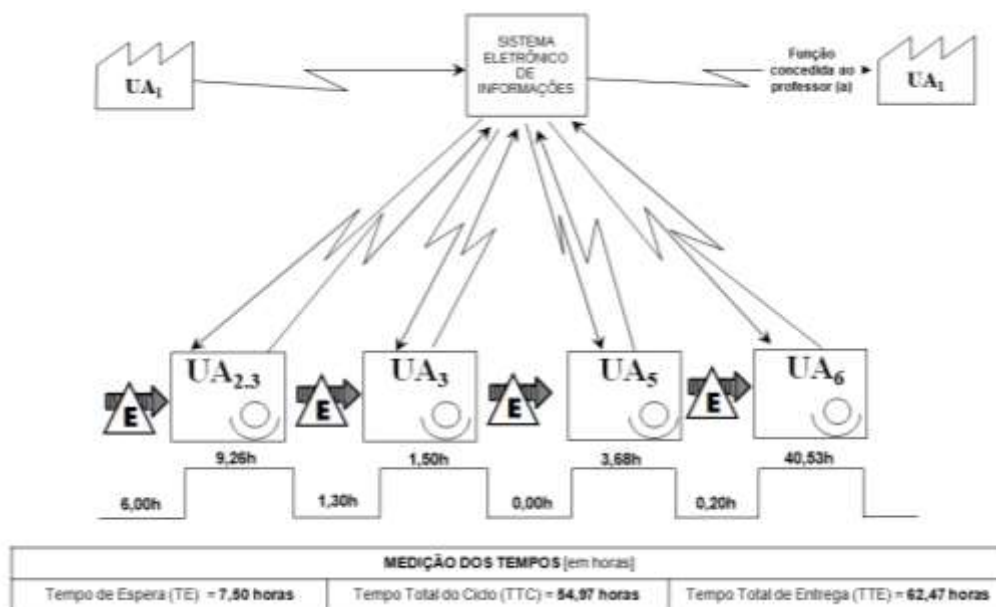 SISTEMA
ELETRÔNICO
DE
INFORMAÇÕES
UA1
Função
concedida ao
professor (a)
UA1
UA2.3
UA3
UA5
UA6
E
E
E
E
9,26h
1,50h
3,68h
40,53h
6,00h
1,30h
0,00h
0,20h
MEDIÇÃO DOS TEMPOS [em horas]
Tempo de Espera (TE) = 7,50 horas
Tempo Total do Ciclo (TTC) = 54,97 horas
Tempo Total de Entrega (TTE) = 62,47 horas